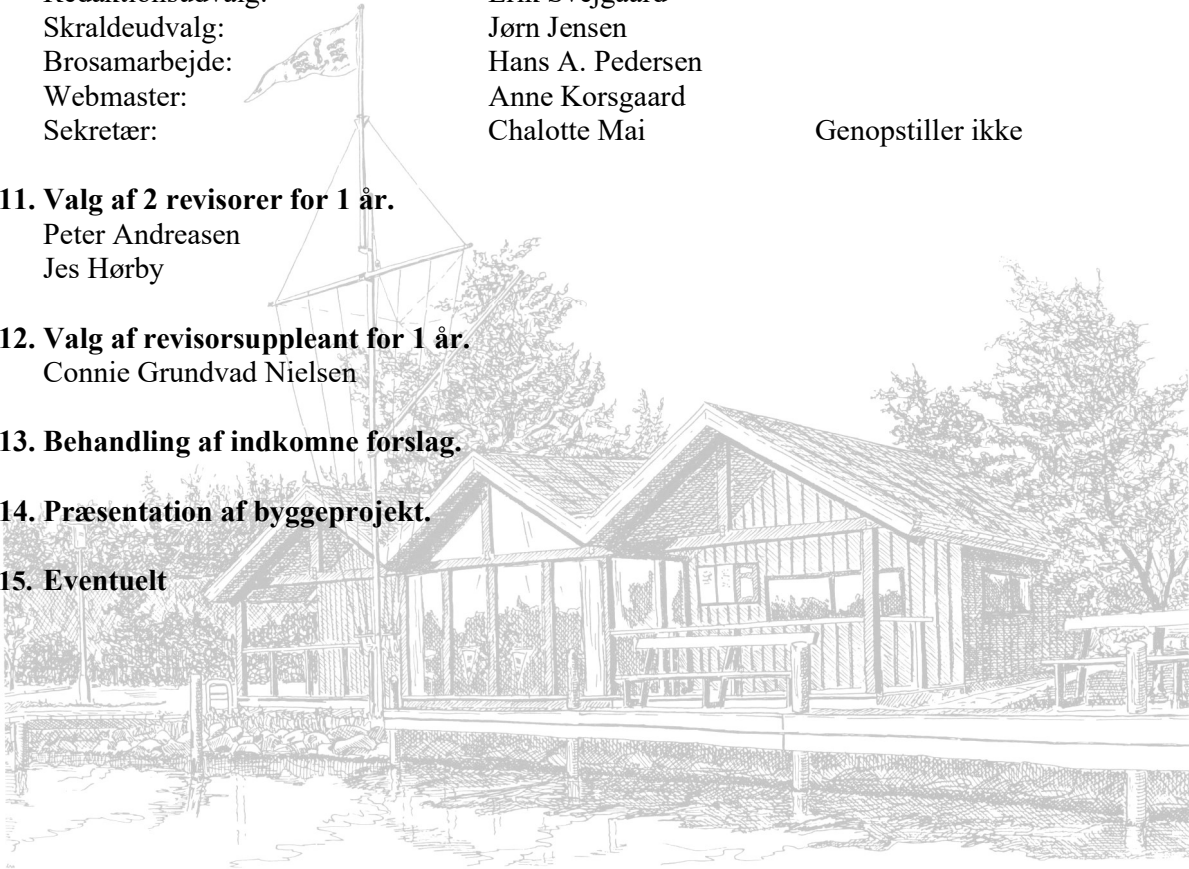 Skraldeudvalg: Jørn Jensen
Brosamarbejde: Hans A. Pedersen
Webmaster: Anne Korsgaard
Sekretær: Chalotte Mai Genopstiller ikke
11. Valg af 2 revisorer for 1 år.
Peter Andreasen
Jes Hørby
12. Valg af revisorsuppleant for 1 år.
Connie Grundvad Nielsen
13. Behandling af indkomne forslag.
14. Præsentation af byggeprojekt.
15. Eventuelt